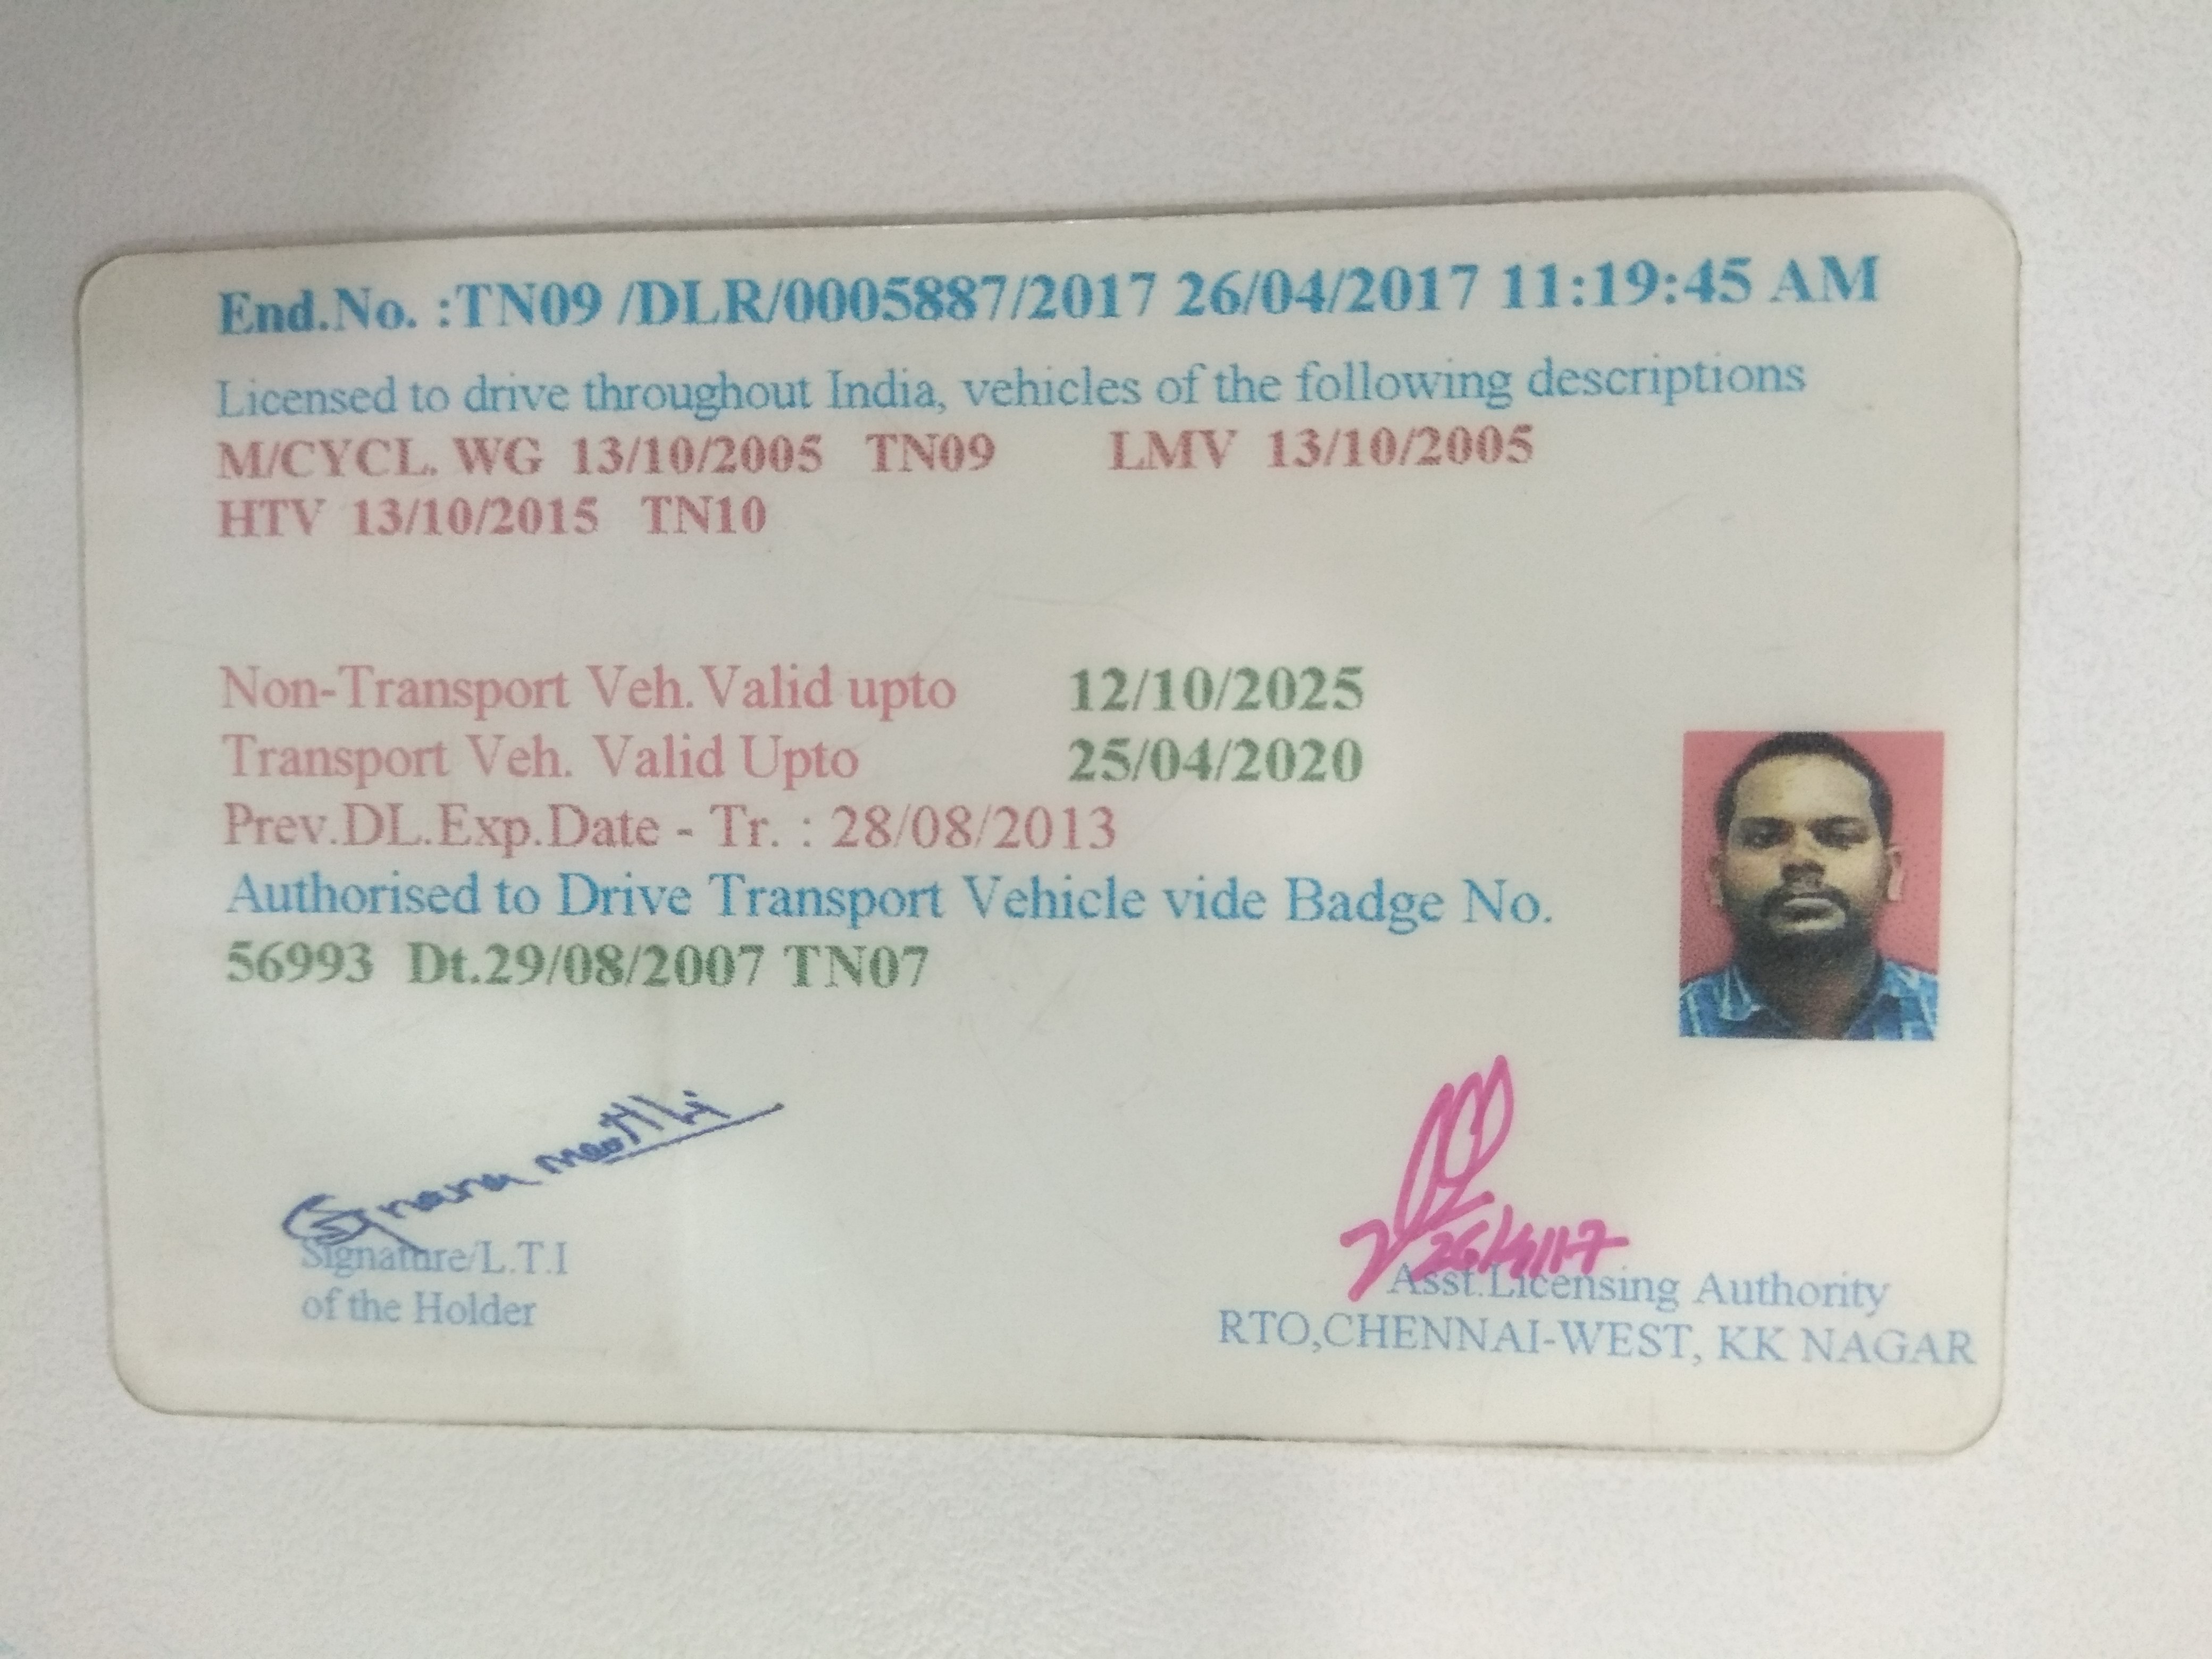 End.No. :TN09 /DLR/0005887/2017 26/04/2017 11:19:45 AM
Licensed to drive throughout India, vehicles of the following descriptions
M/CYCL. WG 13/10/2005 TN09 LMV 13/10/2005
HTV 13/10/2015 TN10
Non-Transport Veh.Valid upto 12/10/2025
Transport Veh. Valid Upto 25/04/2020
Prev.DL.Exp.Date - Tr. : 28/08/2013
Authorised to Drive Transport Vehicle vide Badge No.
56993 Dt.29/08/2007 TN07
Signature/L.T.I
of the Holder
26/4/17
Asst.Licensing Authority
RTO,CHENNAI-WEST, KK NAGAR